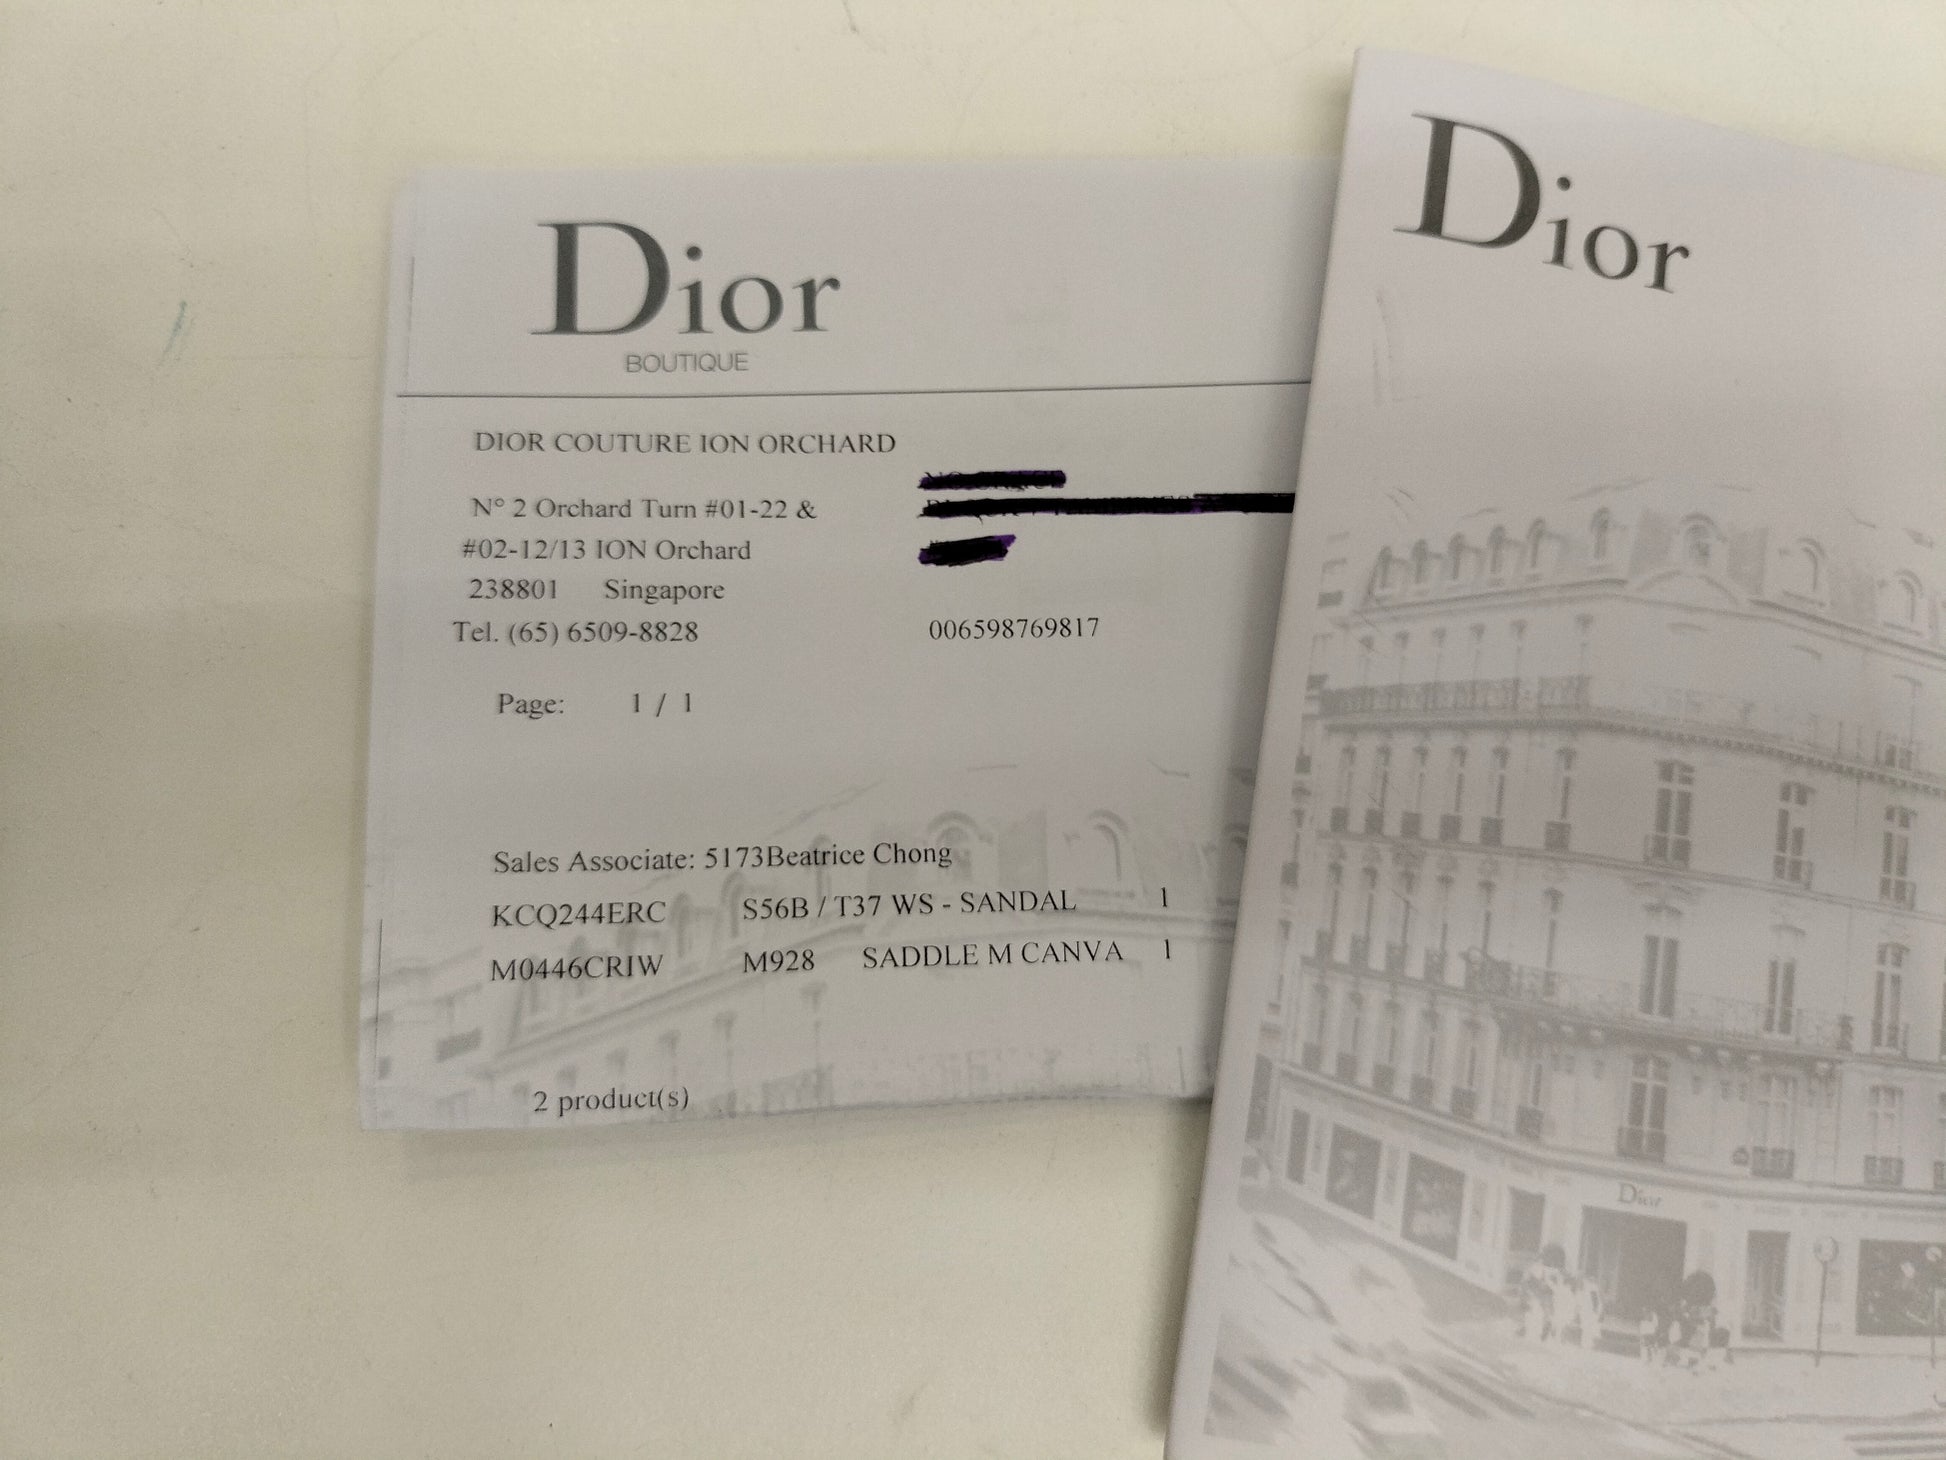 Dior
BOUTIQUE
DIOR COUTURE ION ORCHARD
N° 2 Orchard Turn #01-22 &
#02-12/13 ION Orchard
238801 Singapore
Tel. (65) 6509-8828
006598769817
Page: 1 / 1
Sales Associate: 5173Beatrice Chong
KCQ244ERC S56B / T37 WS - SANDAL 1
M0446CRIW M928 SADDLE M CANVA 1
2 product(s)
Dior
Dior